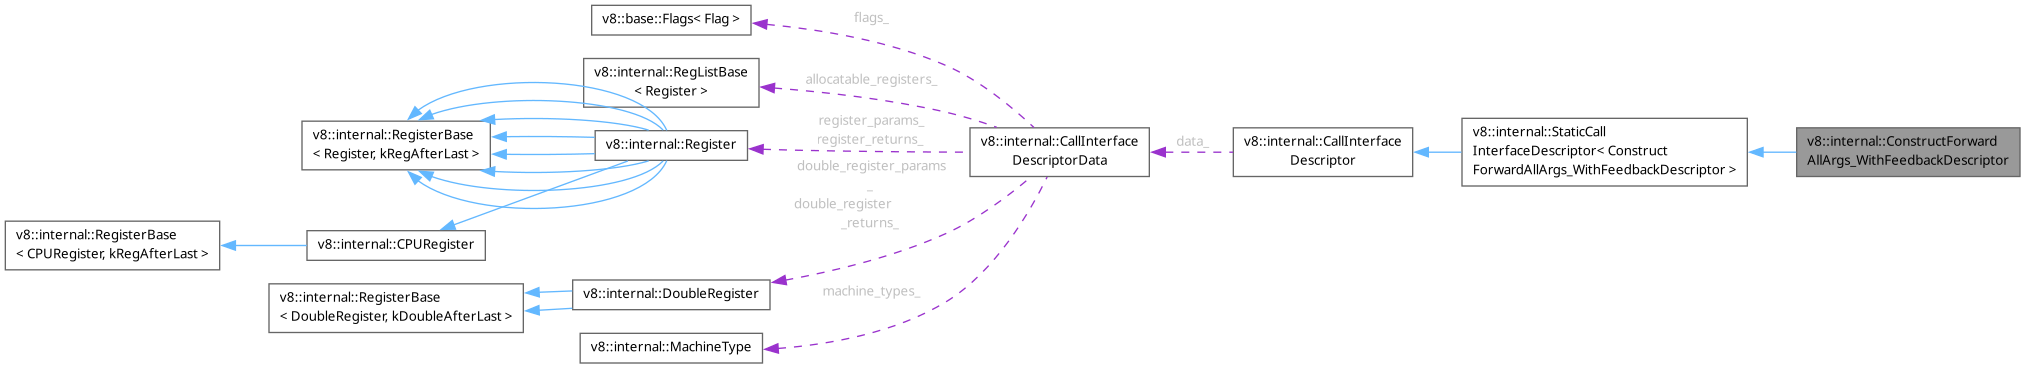 v8::base::Flags< Flag >
flags_
v8::internal::RegListBase
< Register >
allocatable_registers_
v8::internal::RegisterBase
< Register, kRegAfterLast >
v8::internal::Register
register_params_
register_returns_
v8::internal::CallInterface
DescriptorData
data_
v8::internal::CallInterface
Descriptor
v8::internal::StaticCall
InterfaceDescriptor< Construct
ForwardAllArgs_WithFeedbackDescriptor >
v8::internal::ConstructForward
AllArgs_WithFeedbackDescriptor
double_register_params
_
double_register
_returns_
v8::internal::RegisterBase
< CPURegister, kRegAfterLast >
v8::internal::CPURegister
v8::internal::RegisterBase
< DoubleRegister, kDoubleAfterLast >
v8::internal::DoubleRegister
machine_types_
v8::internal::MachineType